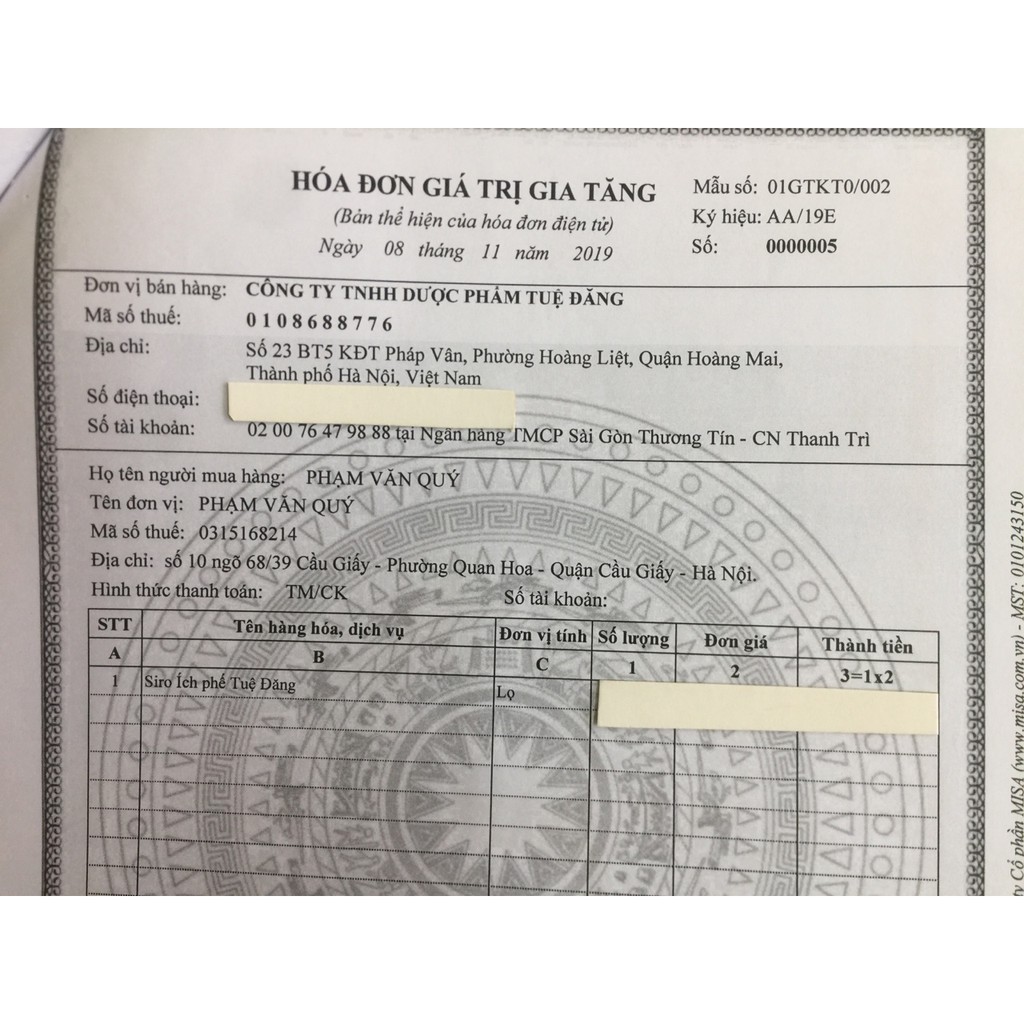 HÓA ĐƠN GIÁ TRỊ GIA TĂNG
(Bản thể hiện của hóa đơn điện tử)
Ngày 08 tháng 11 năm 2019
Mẫu số: 01GTKT0/002
Ký hiệu: AA/19E
Số: 0000005
Đơn vị bán hàng: CÔNG TY TNHH DƯỢC PHẨM TUỆ ĐĂNG
Mã số thuế: 0108688776
Địa chỉ: Số 23 BT5 KĐT Pháp Vân, Phường Hoàng Liệt, Quận Hoàng Mai,
Thành phố Hà Nội, Việt Nam
Số điện thoại:
Số tài khoản: 02 00 76 47 98 88 tại Ngân hàng TMCP Sài Gòn Thương Tín - CN Thanh Trì
Họ tên người mua hàng: PHẠM VĂN QUÝ
Tên đơn vị: PHẠM VĂN QUÝ
Mã số thuế: 0315168214
Địa chỉ: số 10 ngõ 68/39 Cầu Giấy - Phường Quan Hoa - Quận Cầu Giấy - Hà Nội.
Hình thức thanh toán: TM/CK Số tài khoản:
STT Tên hàng hóa, dịch vụ Đơn vị tính Số lượng Đơn giá Thành tiền
A B C 1 2 3=1x2
1 Siro Ích phế Tuệ Đăng Lọ
ty Cổ phần MISA (www.misa.com.vn) - MST: 0101243150